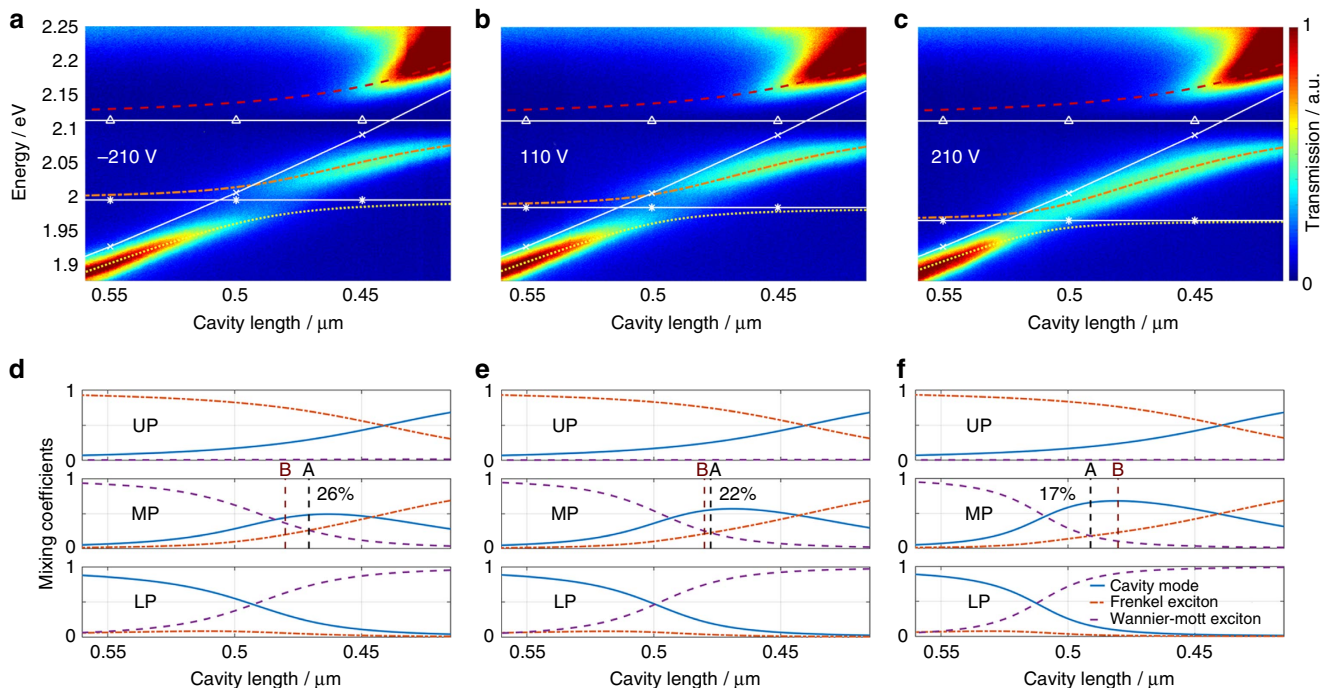 a
b
c
2.25
2.2
2.15
2.1
2.05
2
1.95
1.9
Energy / eV
–210 V
110 V
210 V
1
0
Transmission / a.u.
0.55 0.5 0.45
0.55 0.5 0.45
0.55 0.5 0.45
Cavity length / μm
Cavity length / μm
Cavity length / μm
d
e
f
Mixing coefficients
1
UP
0
B A
1
26%
MP
0
1
LP
0
0.55 0.5 0.45
Cavity length / μm
1
UP
0
B A
1
22%
MP
0
1
LP
0
0.55 0.5 0.45
Cavity length / μm
1
UP
0
A B
1
17%
MP
0
1
LP
0
Cavity mode
Frenkel exciton
Wannier-mott exciton
0.55 0.5 0.45
Cavity length / μm